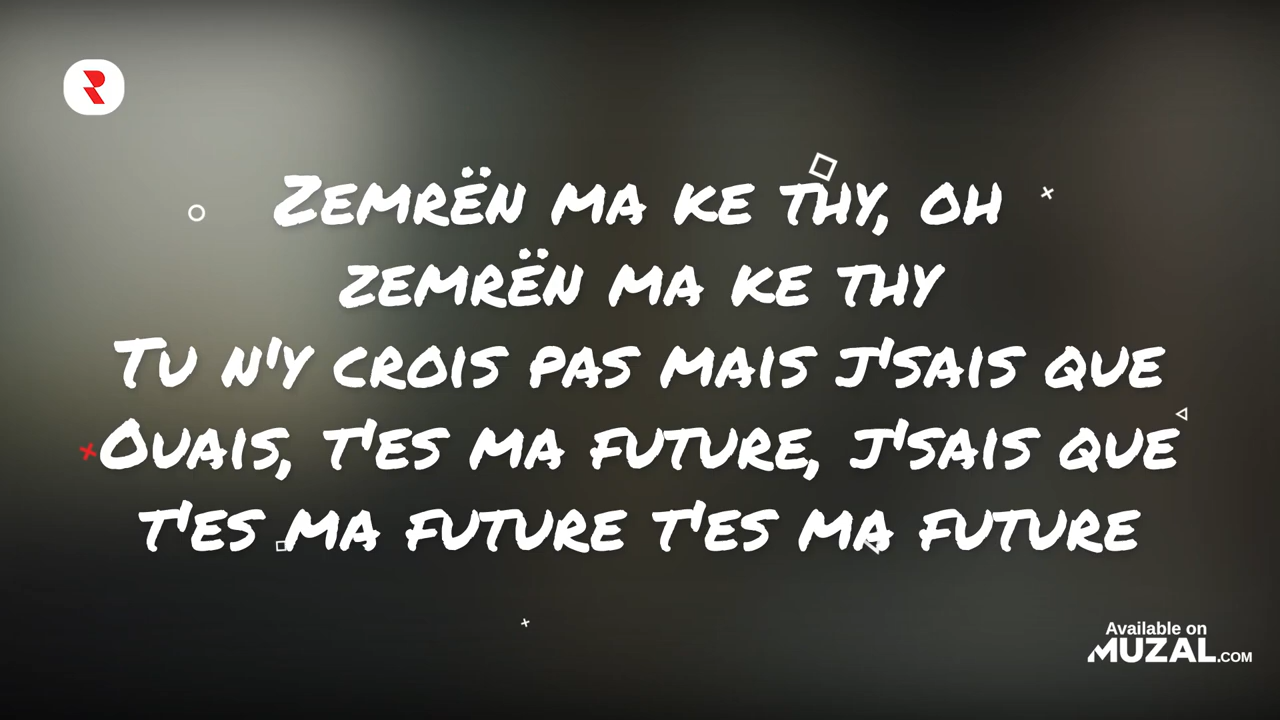 Zemrën ma ke thy, oh
zemrën ma ke thy
Tu n'y crois pas mais j'sais que
Ouais, t'es ma future, j'sais que
t'es ma future t'es ma future
Available on
MUZAL.COM